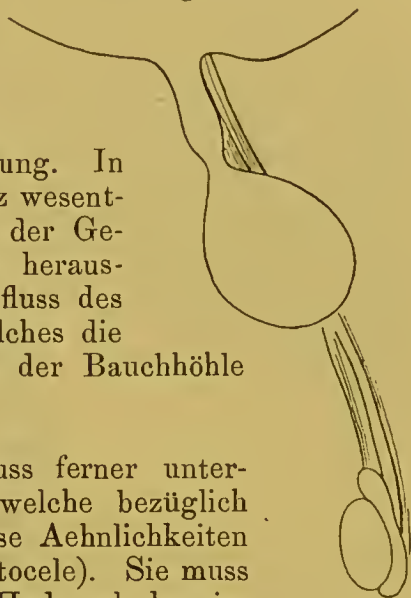 ung. In
z wesent-
der Ge-
heraus-
fluss des
lches die
der Bauchhöhle
uss ferner unter-
welche bezüglich
se Aehnlichkeiten
tocele). Sie muss